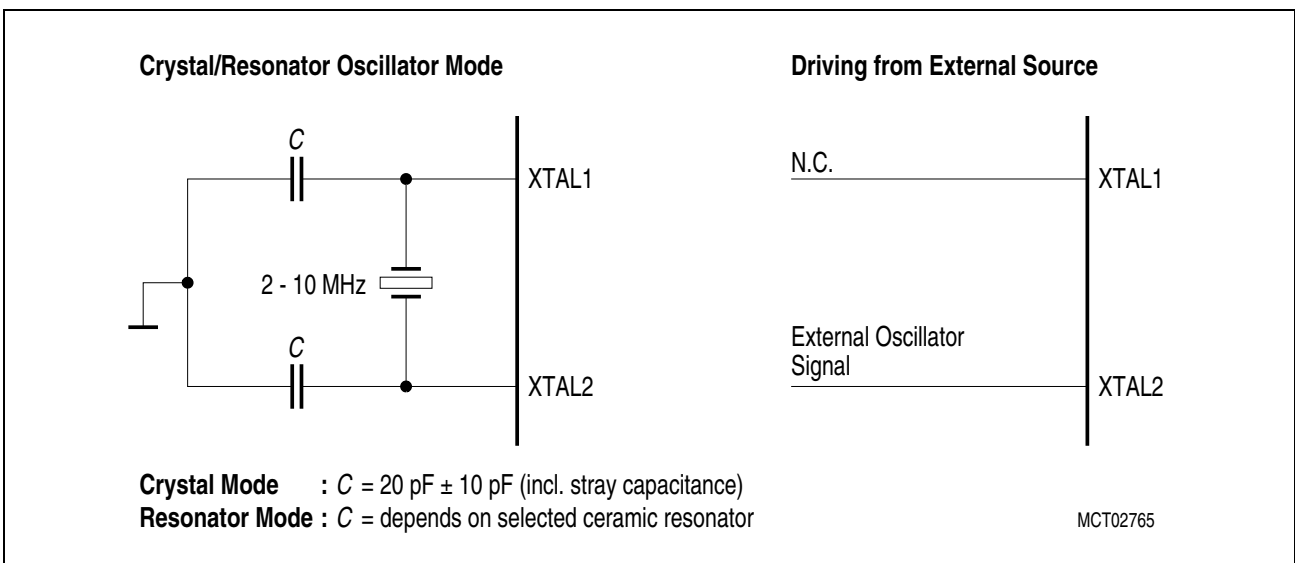 Crystal/Resonator Oscillator Mode
C
XTAL1
2 - 10 MHz
C
XTAL2
Crystal Mode : C = 20 pF ± 10 pF (incl. stray capacitance)
Resonator Mode : C = depends on selected ceramic resonator
Driving from External Source
N.C.
XTAL1
External Oscillator
Signal
XTAL2
MCT02765